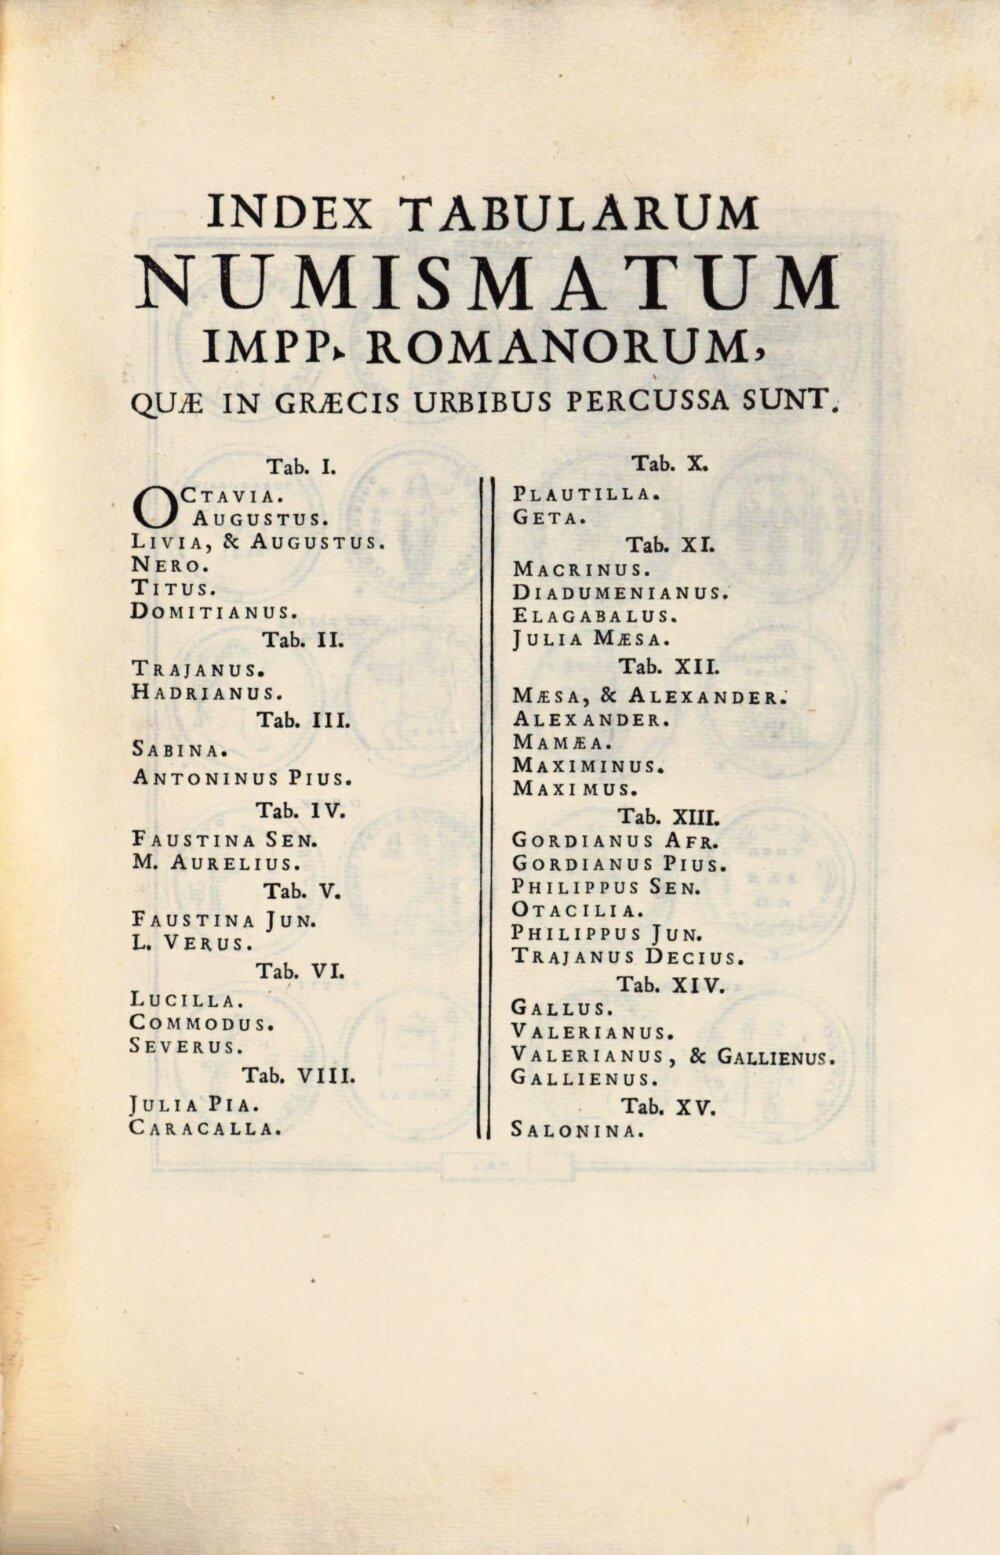 INDEX TABULARUM
NUMISMATUM
IMPP. ROMANORUM,
QUÆ IN GRÆCIS URBIBUS PERCUSSA SUNT.
Tab. I.
OCTAVIA.
AUGUSTUS.
LIVIA, & AUGUSTUS.
NERO.
TITUS.
DOMITIANUS.
Tab. II.
TRAJANUS.
HADRIANUS.
Tab. III.
SABINA.
ANTONINUS PIUS.
Tab. IV.
FAUSTINA SEN.
M. AURELIUS.
Tab. V.
FAUSTINA JUN.
L. VERUS.
Tab. VI.
LUCILLA.
COMMODUS.
SEVERUS.
Tab. VIII.
JULIA PIA.
CARACALLA.
Tab. X.
PLAUTILLA.
GETA.
Tab. XI.
MACRINUS.
DIADUMENIANUS.
ELAGABALUS.
JULIA MÆSA.
Tab. XII.
MÆSA, & ALEXANDER.
ALEXANDER.
MAMÆA.
MAXIMINUS.
MAXIMUS.
Tab. XIII.
GORDIANUS AFR.
GORDIANUS PIUS.
PHILIPPUS SEN.
OTACILIA.
PHILIPPUS JUN.
TRAJANUS DECIUS.
Tab. XIV.
GALLUS.
VALERIANUS.
VALERIANUS, & GALLIENUS.
GALLIENUS.
Tab. XV.
SALONINA.